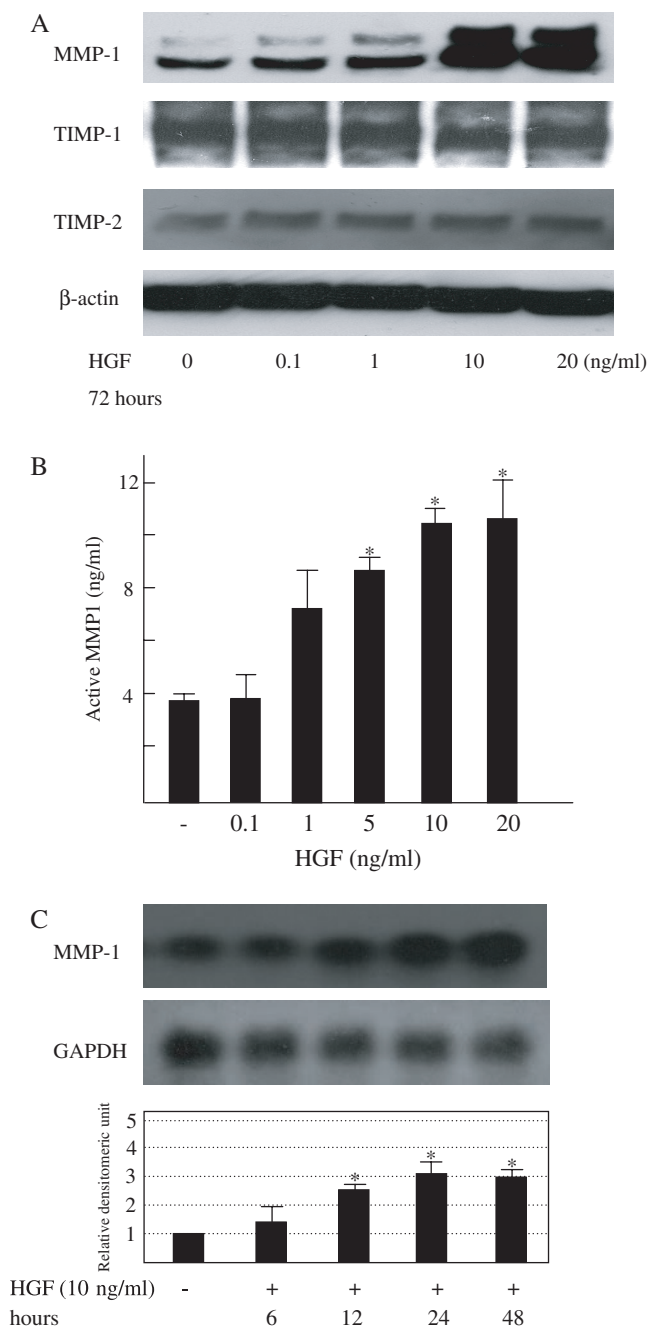 A
MMP-1
TIMP-1
TIMP-2
β-actin
HGF 0 0.1 1 10 20 (ng/ml)
72 hours
B
12
8
4
Active MMP1 (ng/ml)
* * *
- 0.1 1 5 10 20
HGF (ng/ml)
C
MMP-1
GAPDH
Relative densitomeric unit
5
4
3
2
1
* * *
HGF (10 ng/ml) - + + + +
hours 6 12 24 48